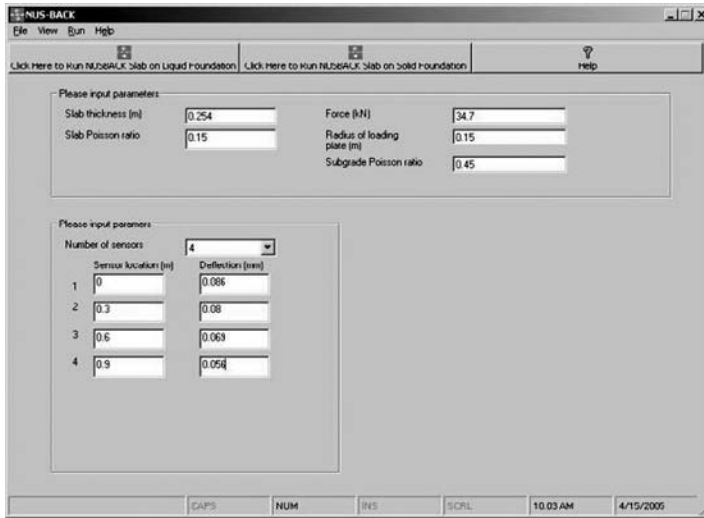 NUS-BACK
File View Run Help
Click Here to Run NUSBACK Slab on Liquid Foundation
Click Here to Run NUSBACK Slab on Solid Foundation
Help
Please input parameters
Slab thickness (m) 0.254 Force (kN) 34.7
Slab Poisson ratio 0.15 Radius of loading plate (m) 0.15
Subgrade Poisson ratio 0.45
Please input paramers
Number of sensors 4
Sensor location (m) Deflection (mm)
1 0 0.086
2 0.3 0.08
3 0.6 0.069
4 0.9 0.056
CAPS NUM INS SCRL 10.03 AM 4/15/2005